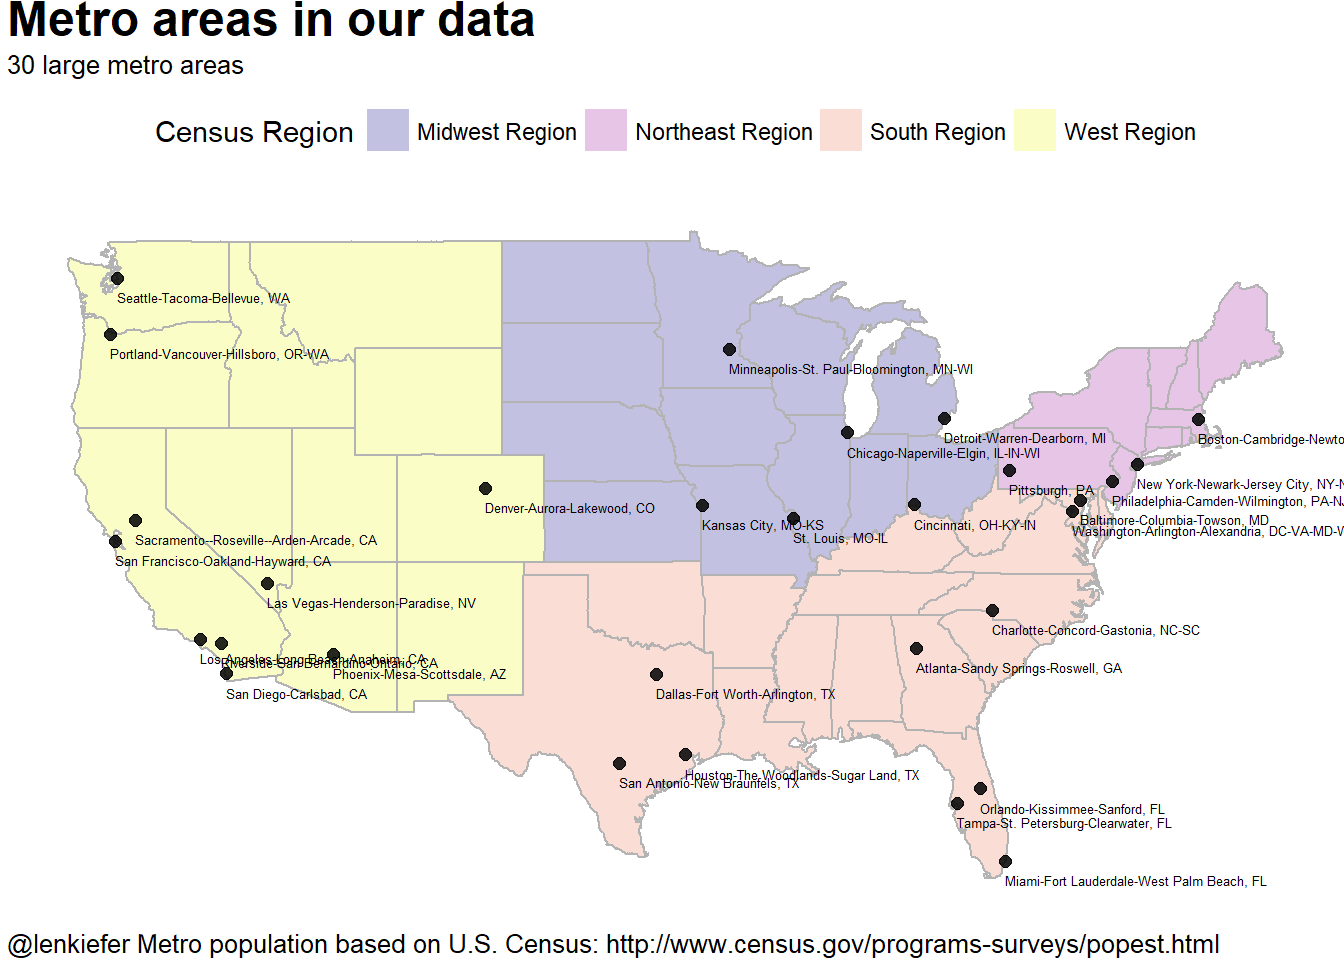 Metro areas in our data
30 large metro areas
Census Region Midwest Region Northeast Region South Region West Region
Seattle-Tacoma-Bellevue, WA
Portland-Vancouver-Hillsboro, OR-WA
Minneapolis-St. Paul-Bloomington, MN-WI
Detroit-Warren-Dearborn, MI
Boston-Cambridge-Newto
Chicago-Naperville-Elgin, IL-IN-WI
New York-Newark-Jersey City, NY-N
Pittsburgh, PA
Philadelphia-Camden-Wilmington, PA-NJ
Denver-Aurora-Lakewood, CO
Baltimore-Columbia-Towson, MD
Kansas City, MO-KS
Cincinnati, OH-KY-IN
Washington-Arlington-Alexandria, DC-VA-MD-W
St. Louis, MO-IL
Sacramento--Roseville--Arden-Arcade, CA
San Francisco-Oakland-Hayward, CA
Las Vegas-Henderson-Paradise, NV
Charlotte-Concord-Gastonia, NC-SC
Los Angeles-Long Beach-Anaheim, CA
Riverside-San Bernardino-Ontario, CA
Atlanta-Sandy Springs-Roswell, GA
Phoenix-Mesa-Scottsdale, AZ
San Diego-Carlsbad, CA
Dallas-Fort Worth-Arlington, TX
Houston-The Woodlands-Sugar Land, TX
San Antonio-New Braunfels, TX
Orlando-Kissimmee-Sanford, FL
Tampa-St. Petersburg-Clearwater, FL
Miami-Fort Lauderdale-West Palm Beach, FL
@lenkiefer Metro population based on U.S. Census: http://www.census.gov/programs-surveys/popest.html